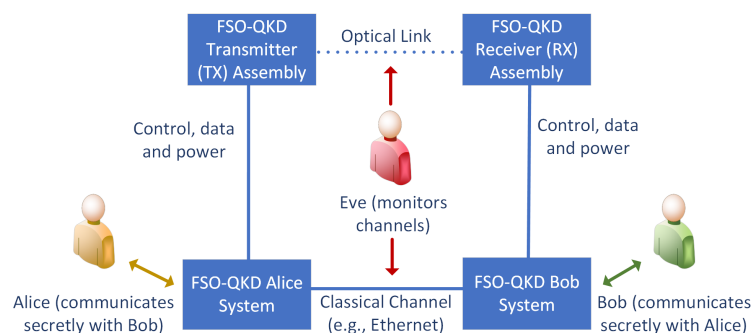 FSO-QKD
Transmitter
(TX) Assembly
Optical Link
FSO-QKD
Receiver (RX)
Assembly
Control, data
and power
Control, data
and power
Eve (monitors
channels)
FSO-QKD Alice
System
FSO-QKD Bob
System
Alice (communicates
secretly with Bob)
Classical Channel
(e.g., Ethernet)
Bob (communicates
secretly with Alice)